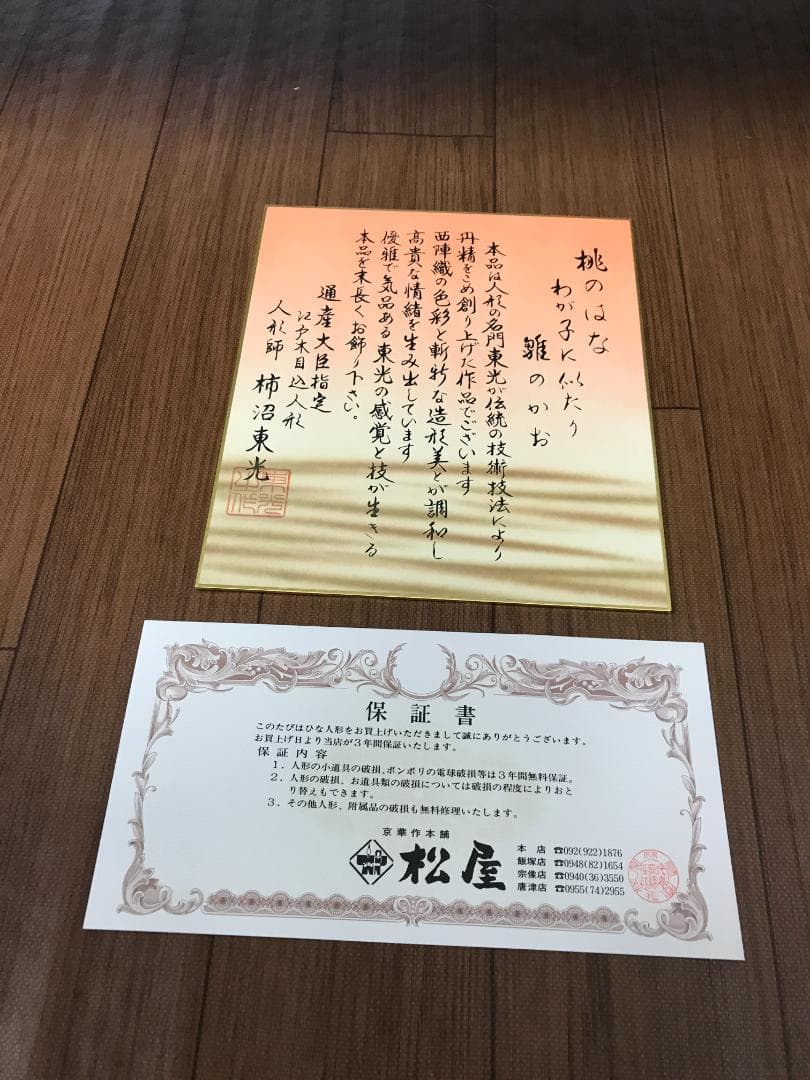 桃のはな
わが子に似たり
雛のかお
本品は人形の名門東光が伝統の技術技法により
丹精をこめ創り上げた作品でございます
西陣織の色彩と斬新な造形美とが調和し
高貴な情緒を生み出しています
優雅で気品ある東光の感覚と技が生きる
本品を末長くお飾り下さい。
通産大臣指定
江戸木目込人形
人形師 柿沼東光
保証書
このたびはひな人形をお買上げいただきまして誠にありがとうございます。
お買上げ日より当店が3年間保証いたします。
保証内容
1．人形の小道具の破損、ボンボリの電球破損等は3年間無料保証。
2．人形の破損、お道具類の破損については破損の程度によりおと
り替えもできます。
3．その他人形、附属品の破損も無料修理いたします。
京華作本舗
松屋
本店 ☎092(922)1876
飯塚店 ☎0948(82)1654
宗像店 ☎0940(36)3550
唐津店 ☎0955(74)2955